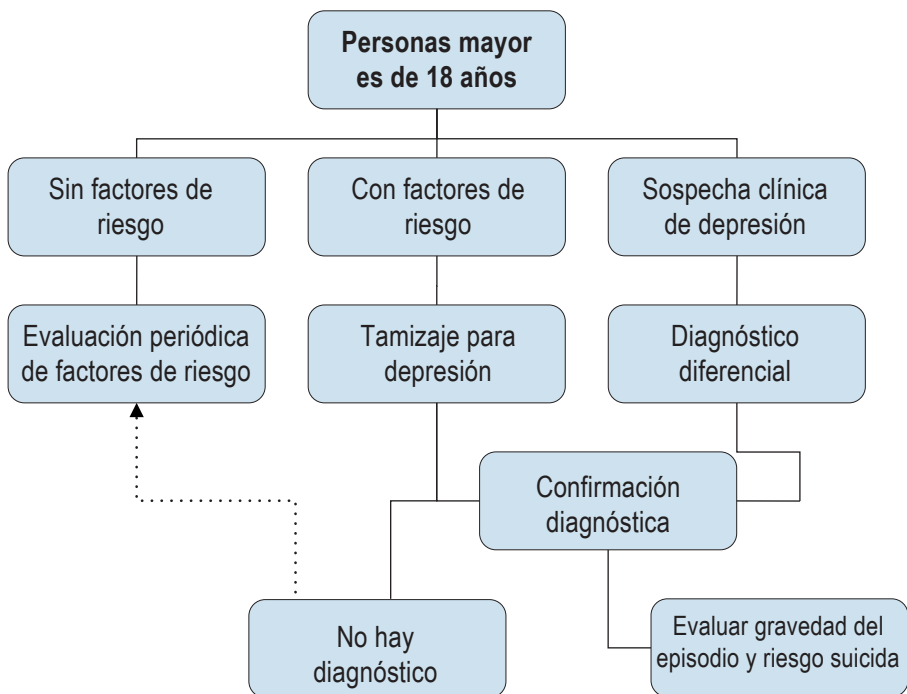 Personas mayor
es de 18 años
Sin factores de
riesgo
Con factores de
riesgo
Sospecha clínica
de depresión
Evaluación periódica
de factores de riesgo
Tamizaje para
depresión
Diagnóstico
diferencial
Confirmación
diagnóstica
No hay
diagnóstico
Evaluar gravedad del
episodio y riesgo suicida